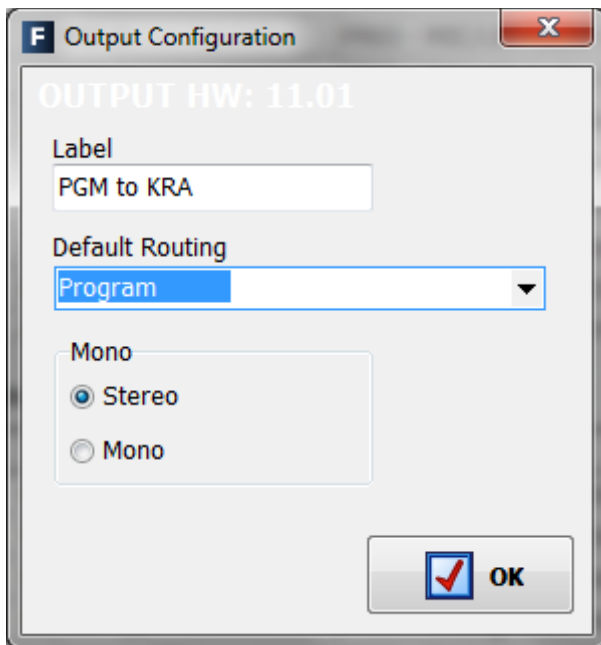 F Output Configuration
OUTPUT HW: 11.01
Label
PGM to KRA
Default Routing
Program
Mono
Stereo
Mono
OK